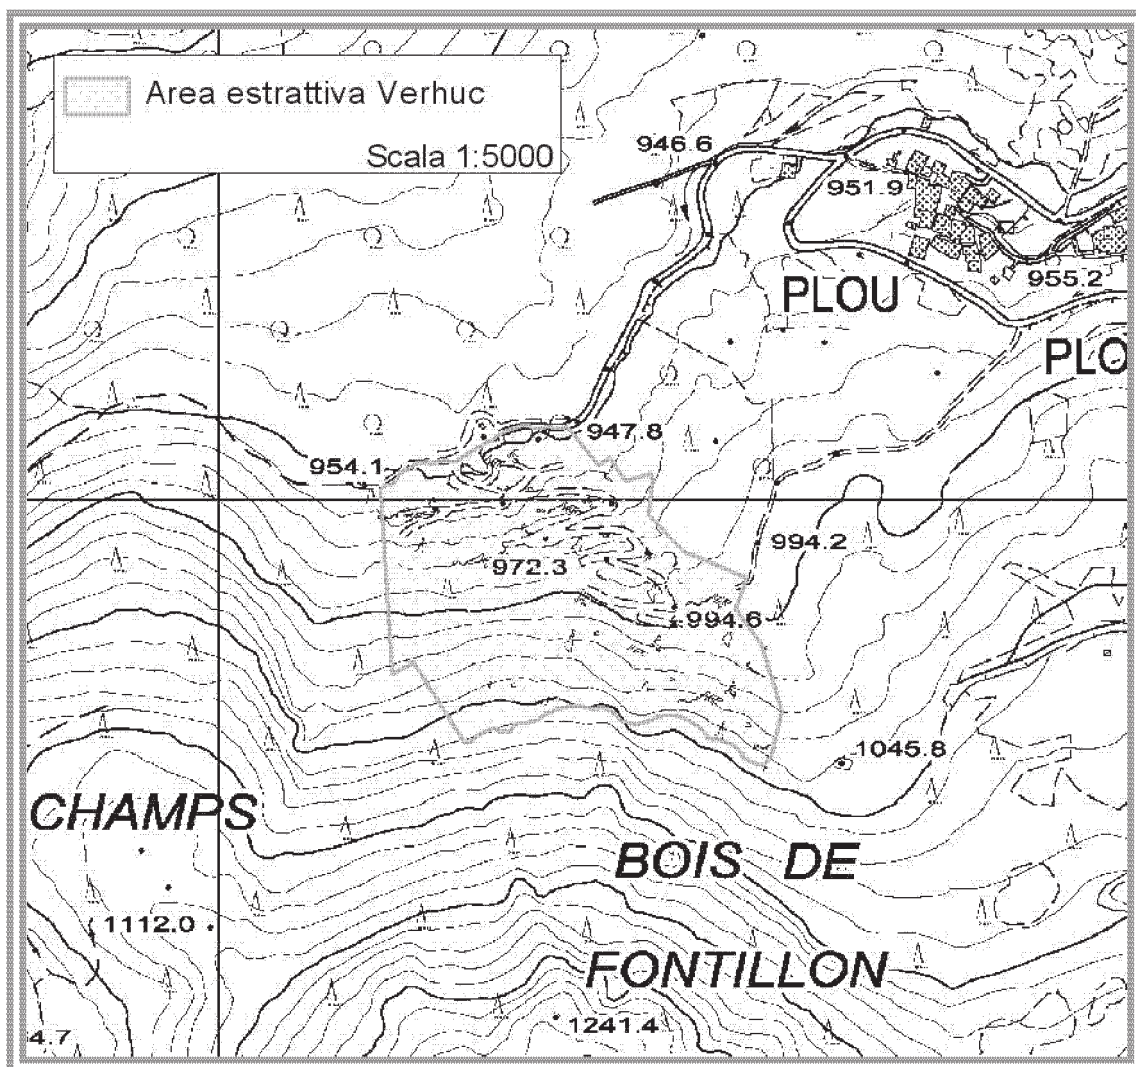 Area estrattiva Verhuc
Scala 1:5000
946.6
951.9
955.2
PLOU
PLO
947.8
954.1
994.2
972.3
994.6
1045.8
CHAMPS
BOIS DE
1112.0
FONTILLON
1241.4
4.7